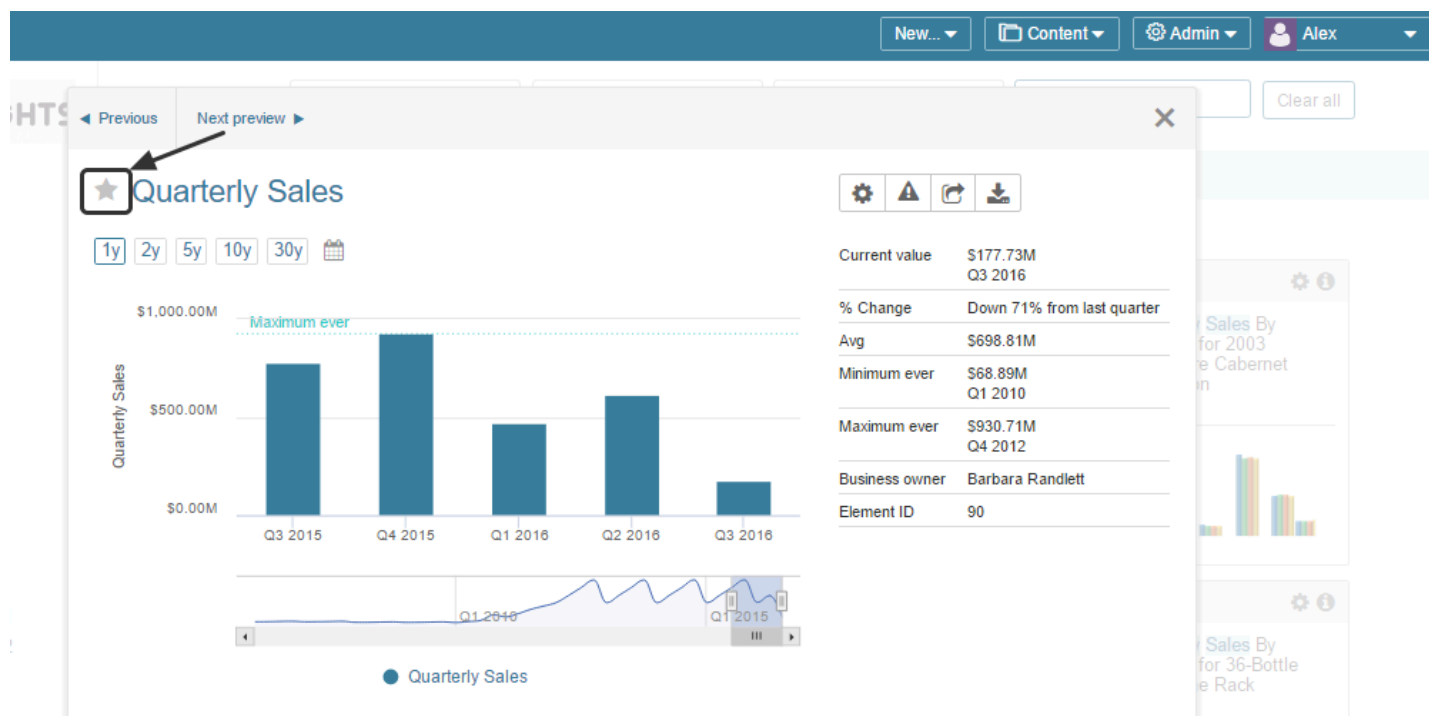 New...
Content
Admin
Alex
Clear all
Previous
Next preview
Quarterly Sales
1y 2y 5y 10y 30y
$1,000.00M
Maximum ever
Quarterly Sales
$500.00M
$0.00M
Q3 2015 Q4 2015 Q1 2016 Q2 2016 Q3 2016
Q1 2010 Q1 2015
Quarterly Sales
Current value $177.73M
Q3 2016
% Change Down 71% from last quarter
Avg $698.81M
Minimum ever $68.89M
Q1 2010
Maximum ever $930.71M
Q4 2012
Business owner Barbara Randlett
Element ID 90
Sales By
for 2003
Cabernet
Sales By
for 36-Bottle
Rack